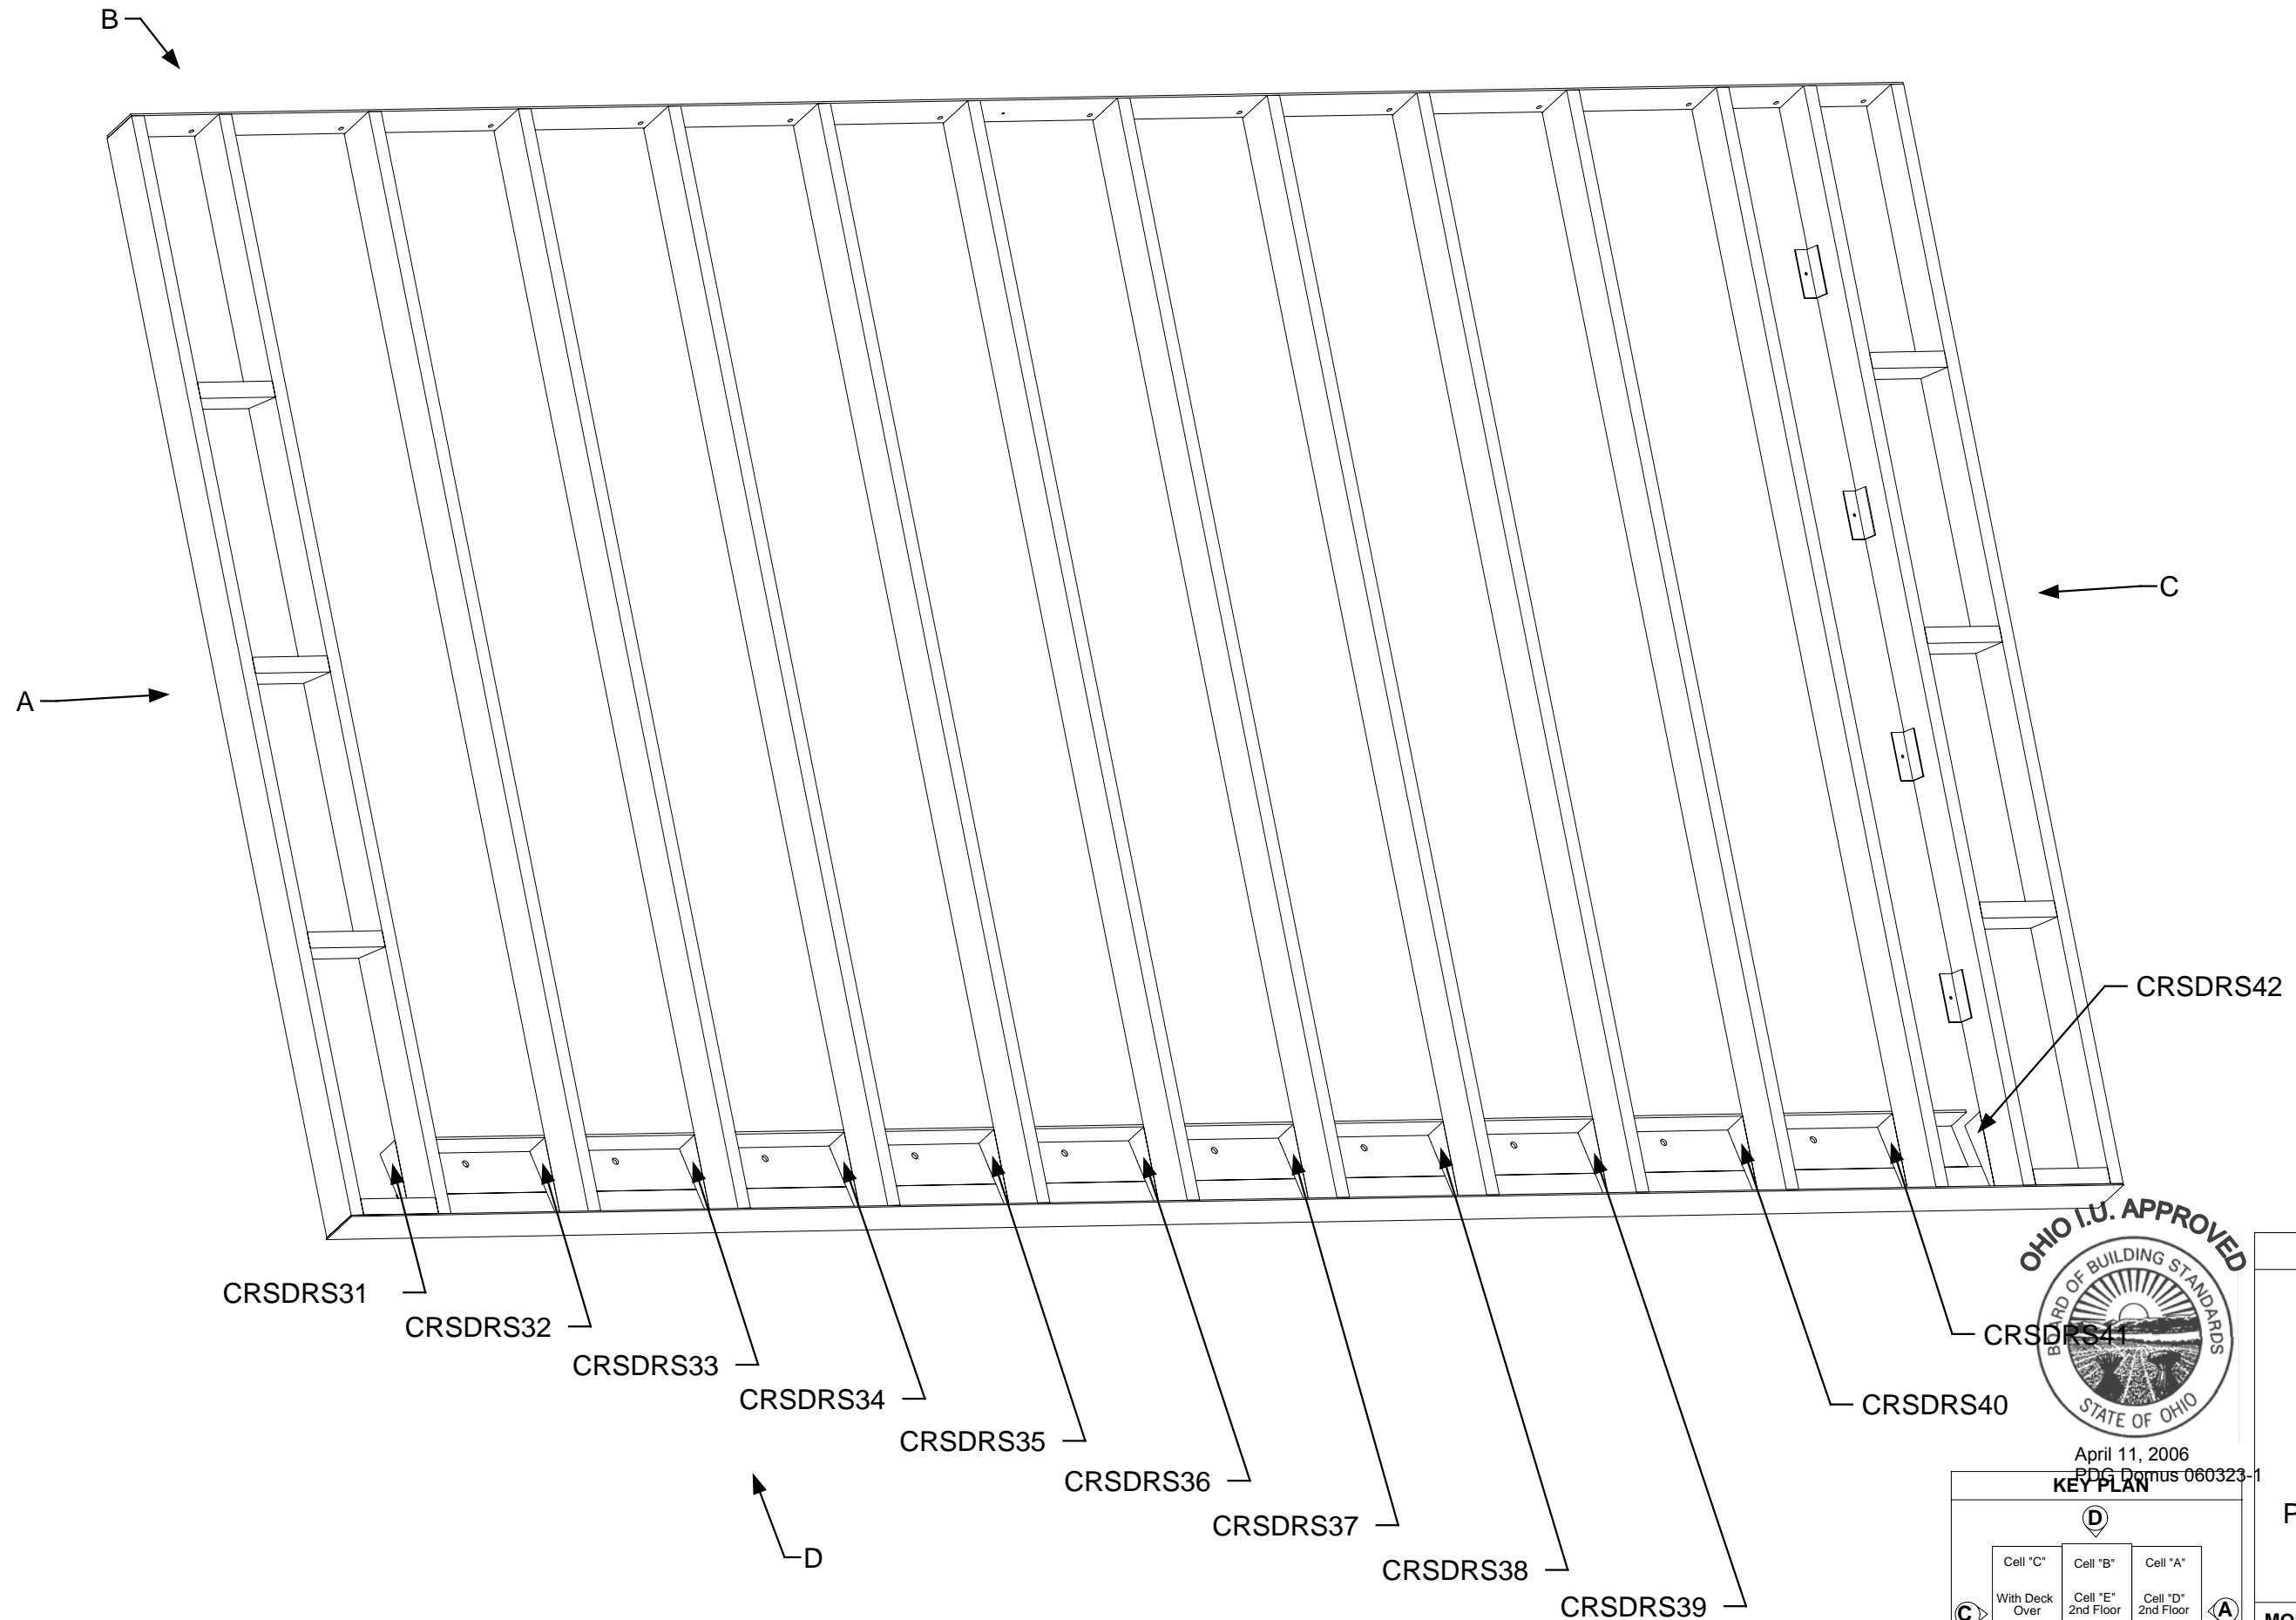 B
A
C
CRSDRS42
CRSDRS31
CRSDRS32
CRSDRS33
CRSDRS34
CRSDRS35
CRSDRS36
CRSDRS37
CRSDRS38
CRSDRS39
CRSDRS40
CRSDRS41
D
OHIO I.U. APPROVED
BOARD OF BUILDING STANDARDS
STATE OF OHIO
April 11, 2006
PDG Domus 060323-1
KEY PLAN
D
Cell "C"
With Deck
Over
Cell "B"
Cell "E"
2nd Floor
Cell "A"
Cell "D"
2nd Floor
C
A
P